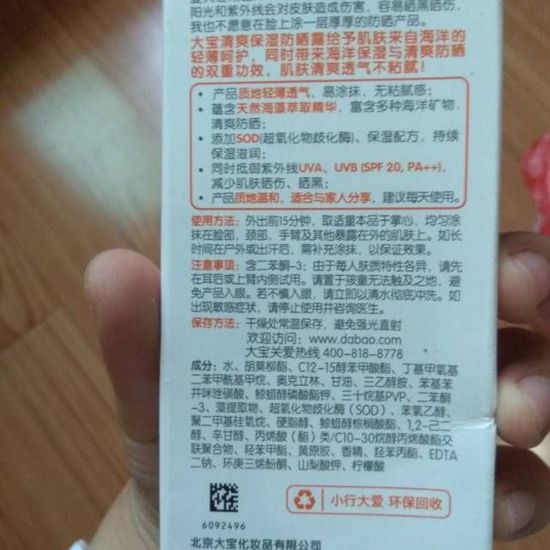 阳光和紫外线会对皮肤造成伤害，容易晒黑晒伤，
我也不愿意在脸上涂一层厚厚的防晒产品。
大宝清爽保湿防晒露给予肌肤来自海洋的
轻薄呵护，同时带来海洋保湿与清爽防晒
的双重功效，肌肤清爽透气不粘腻！
• 产品质地轻薄透气，易涂抹，无粘腻感；
• 蕴含天然海藻萃取精华，富含多种海洋矿物，
清爽防晒；
• 添加SOD(超氧化物歧化酶)、保湿配方，持续
保湿滋润；
• 同时抵御紫外线UVA、UVB (SPF 20, PA++)，
减少肌肤晒伤、晒黑；
• 产品质地温和，适合与家人分享，建议每天使用。
使用方法：外出前15分钟，取适量本品于掌心，均匀涂
抹在脸部，颈部，手臂及其他暴露在外的肌肤上。如长
时间在户外或出汗后，需补充涂抹，以保证效果。
注意事项：含二苯酮-3；由于每人肤质特性各异，请先
在耳后或上臂内侧试用。请置于孩童无法触及之地，避
免产品入眼。若不慎入眼，请立即以清水彻底冲洗。如
出现敏感症状，请停止使用并咨询医生。
保存方法：干燥处常温保存，避免强光直射
欢迎访问：www.dabao.com
大宝关爱热线 400-818-8778
成分：水、胡莫柳酯、C12-15醇苯甲酸酯、丁基甲氧基
二苯甲酰基甲烷、奥克立林、甘油、三乙醇胺、苯基苯
并咪唑磺酸、鲸蜡醇磷酸酯钾、三十烷基PVP、二苯酮
-3、藻提取物、超氧化物歧化酶（SOD）、苯氧乙醇、
聚二甲基硅氧烷、硬脂醇、鲸蜡醇棕榈酸酯、1,2-己二
醇、辛甘醇、丙烯酸（酯）类/C10-30烷醇丙烯酸酯交
联聚合物、羟苯甲酯、黄原胶、香精、羟苯丙酯、EDTA
二钠、环庚三烯酚酮、山梨酸钾、柠檬酸
小行大爱 环保回收
6092496
北京大宝化妆品有限公司